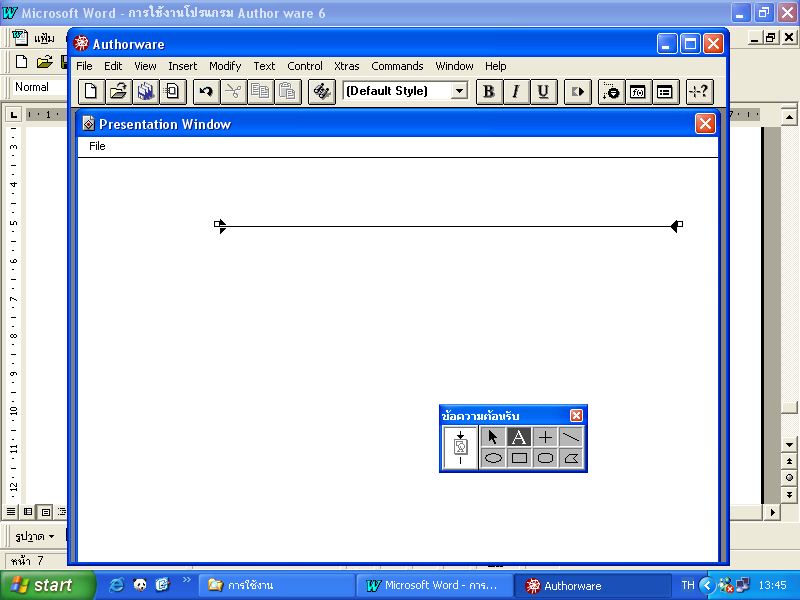 Microsoft Word - การใช้งานโปรแกรม Author ware 6
แฟ้ม
Normal
Authorware
File Edit View Insert Modify Text Control Xtras Commands Window Help
(Default Style) B I U
Presentation Window
File
ข้อความต้อนรับ
A
รูปวาด
หน้า 7
start การใช้งาน Microsoft Word - การ... Authorware TH 13:45